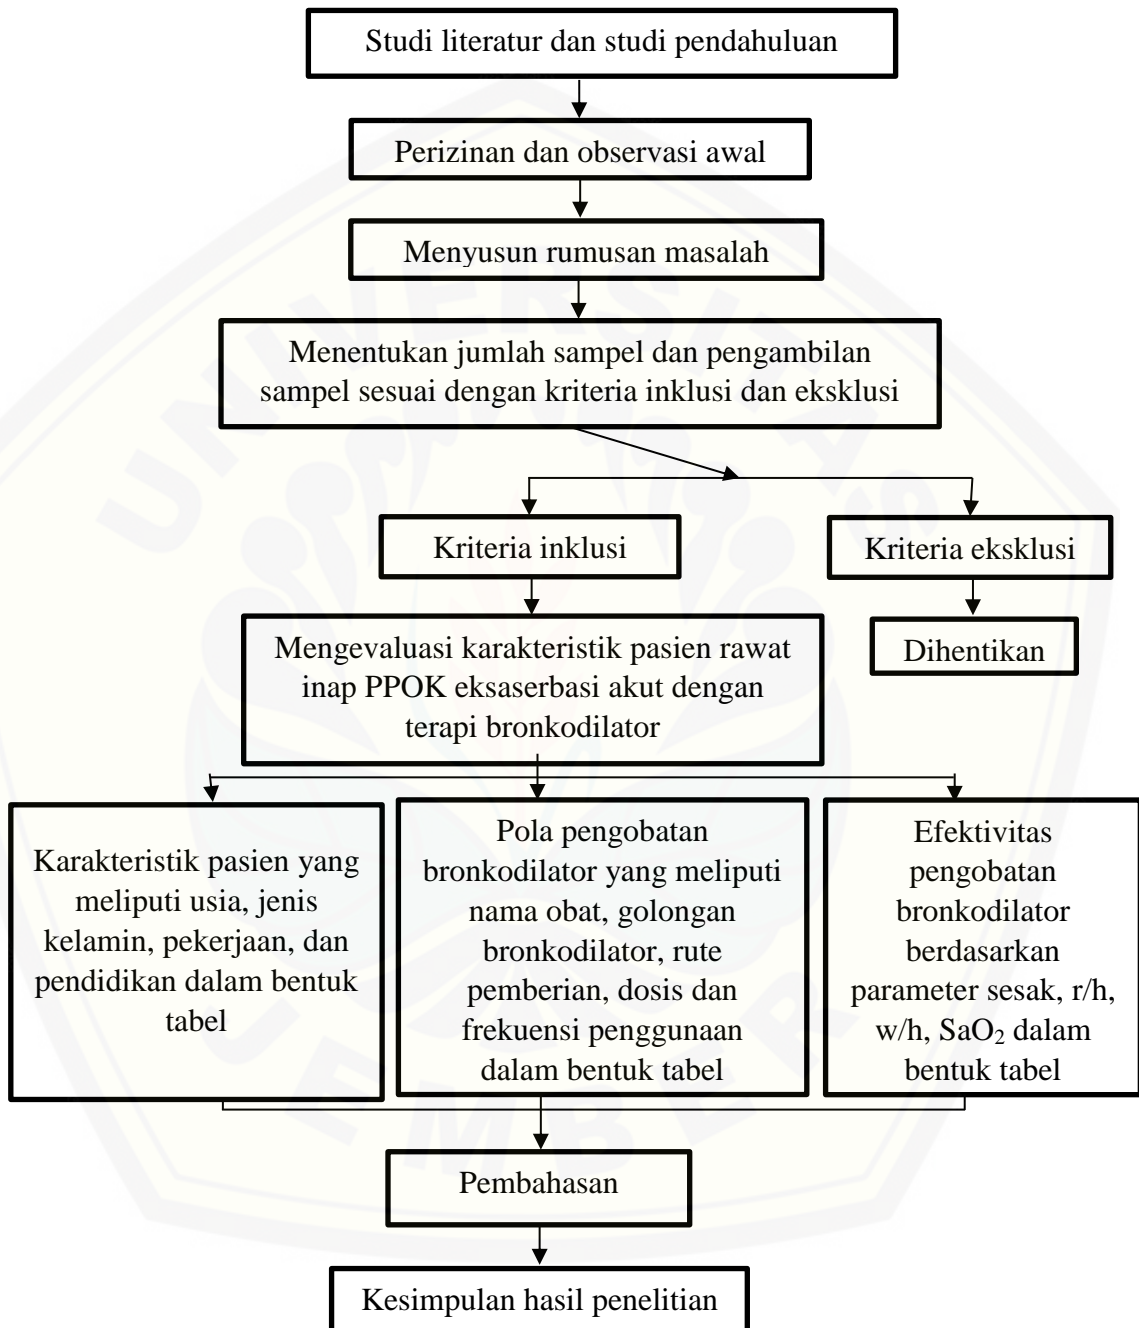 Studi literatur dan studi pendahuluan
Perizinan dan observasi awal
Menyusun rumusan masalah
Menentukan jumlah sampel dan pengambilan
sampel sesuai dengan kriteria inklusi dan eksklusi
Kriteria inklusi
Kriteria eksklusi
Mengevaluasi karakteristik pasien rawat
inap PPOK eksaserbasi akut dengan
terapi bronkodilator
Dihentikan
Karakteristik pasien yang
meliputi usia, jenis
kelamin, pekerjaan, dan
pendidikan dalam bentuk
tabel
Pola pengobatan
bronkodilator yang meliputi
nama obat, golongan
bronkodilator, rute
pemberian, dosis dan
frekuensi penggunaan
dalam bentuk tabel
Efektivitas
pengobatan
bronkodilator
berdasarkan
parameter sesak, r/h,
w/h, SaO₂ dalam
bentuk tabel
Pembahasan
Kesimpulan hasil penelitian
UNIVERSITAS
JEMBER